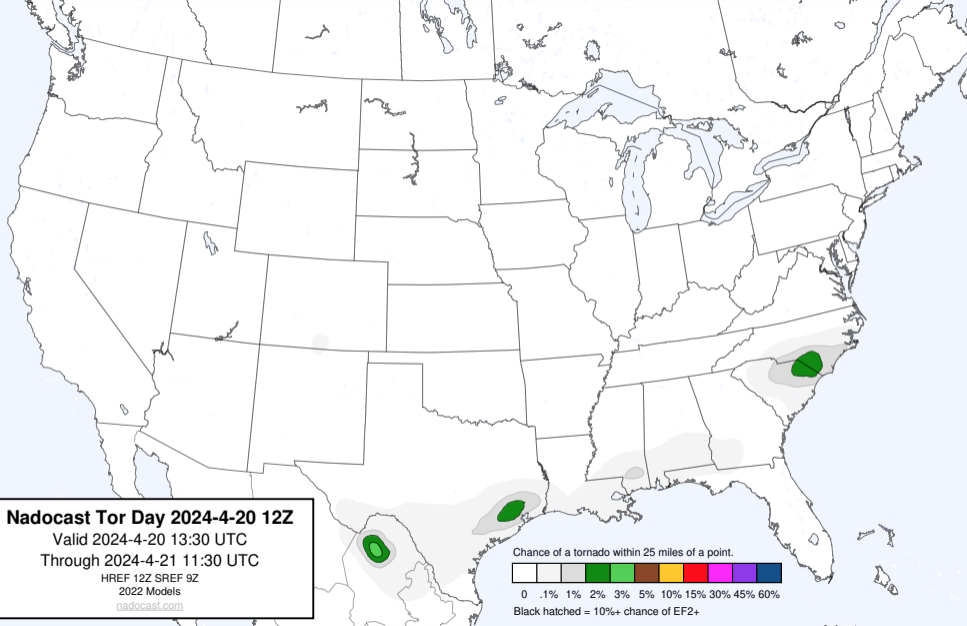 Nadocast Tor Day 2024-4-20 12Z
Valid 2024-4-20 13:30 UTC
Through 2024-4-21 11:30 UTC
HREF 12Z SREF 9Z
2022 Models
nadocast.com
Chance of a tornado within 25 miles of a point.
0 .1% 1% 2% 3% 5% 10% 15% 30% 45% 60%
Black hatched = 10%+ chance of EF2+